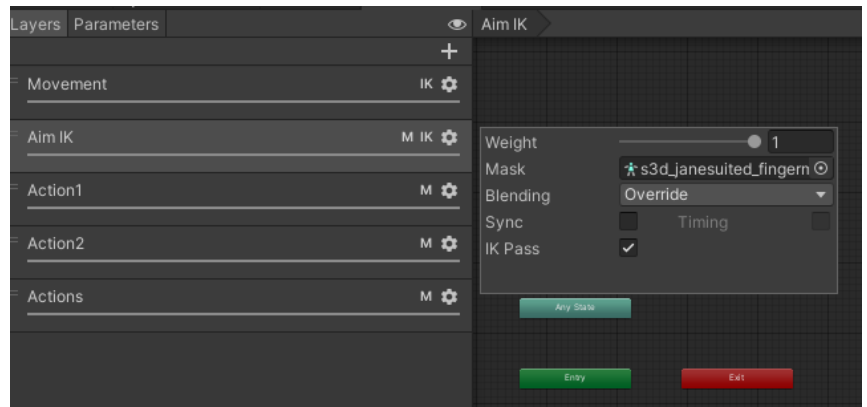 Layers Parameters
Movement IK
Aim IK M IK
Action1 M
Action2 M
Actions M
Aim IK
Weight 1
Mask s3d_janesuited_fingern
Blending Override
Sync Timing
IK Pass
Any State
Entry Exit